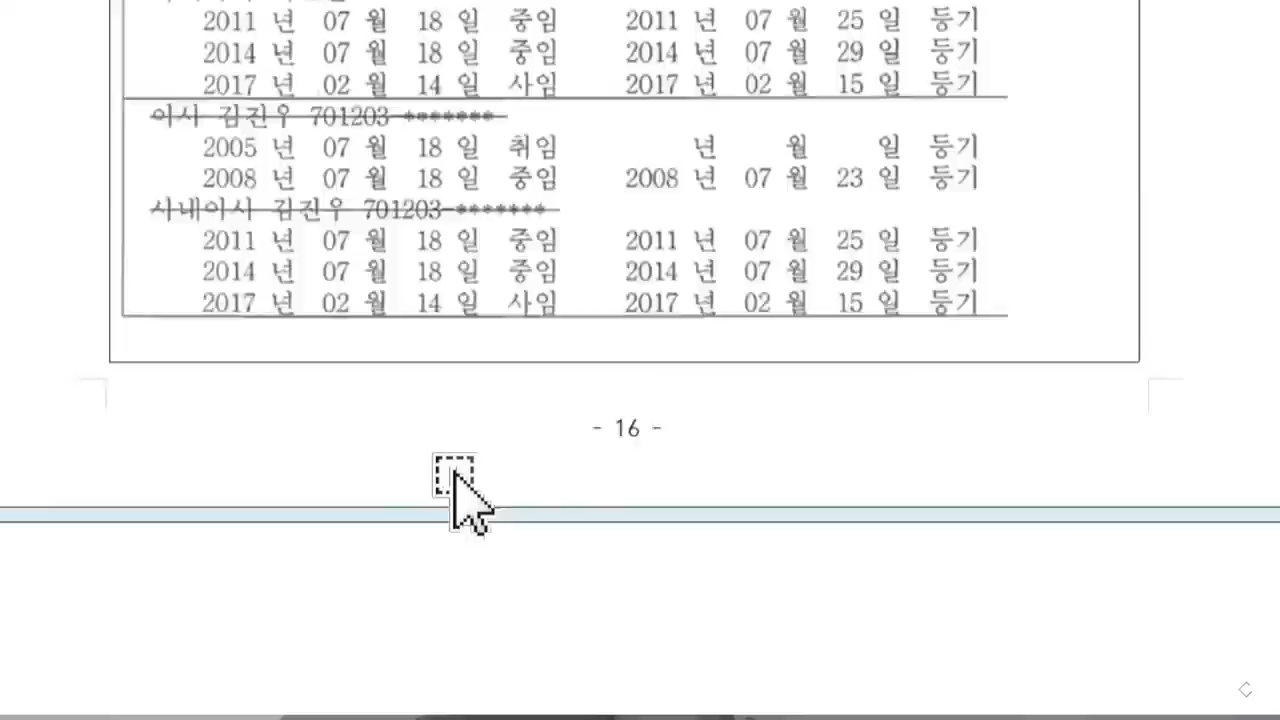 2011 년 07 월 18 일 중임 2011 년 07 월 25 일 등기
2014 년 07 월 18 일 중임 2014 년 07 월 29 일 등기
2017 년 02 월 14 일 사임 2017 년 02 월 15 일 등기
이사 김진우 701203-*******
2005 년 07 월 18 일 취임 년 월 일 등기
2008 년 07 월 18 일 중임 2008 년 07 월 23 일 등기
사내이사 김진우 701203-*******
2011 년 07 월 18 일 중임 2011 년 07 월 25 일 등기
2014 년 07 월 18 일 중임 2014 년 07 월 29 일 등기
2017 년 02 월 14 일 사임 2017 년 02 월 15 일 등기
- 16 -